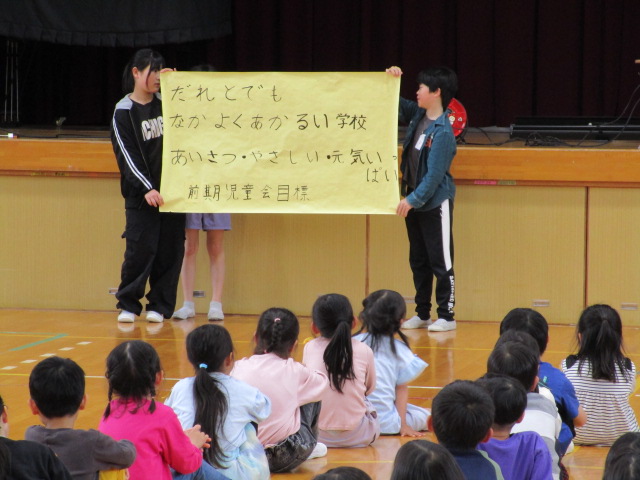 だれとでも
なかよくあかるい学校
あいさつ・やさしい・元気いっ
ぱい
前期児童会目標